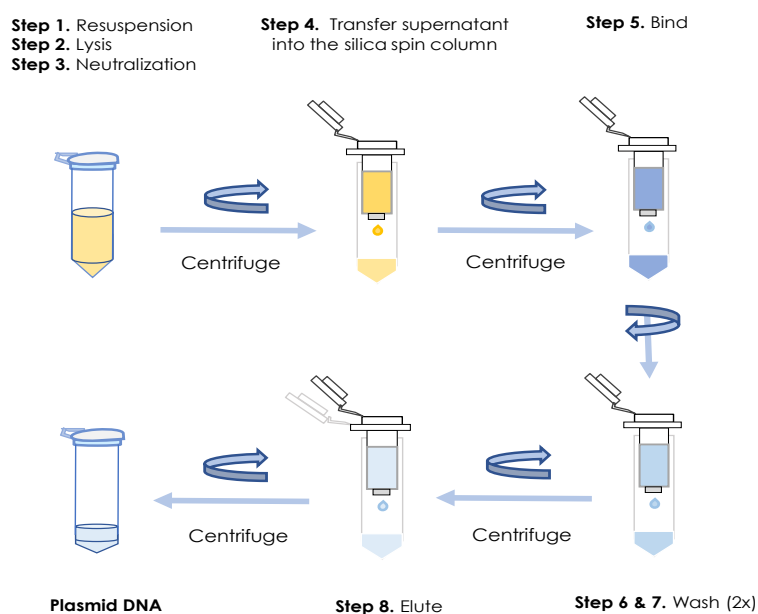 Step 1. Resuspension
Step 2. Lysis
Step 3. Neutralization
Step 4. Transfer supernatant
into the silica spin column
Step 5. Bind
Centrifuge
Centrifuge
Centrifuge
Centrifuge
Plasmid DNA
Step 8. Elute
Step 6 & 7. Wash (2x)